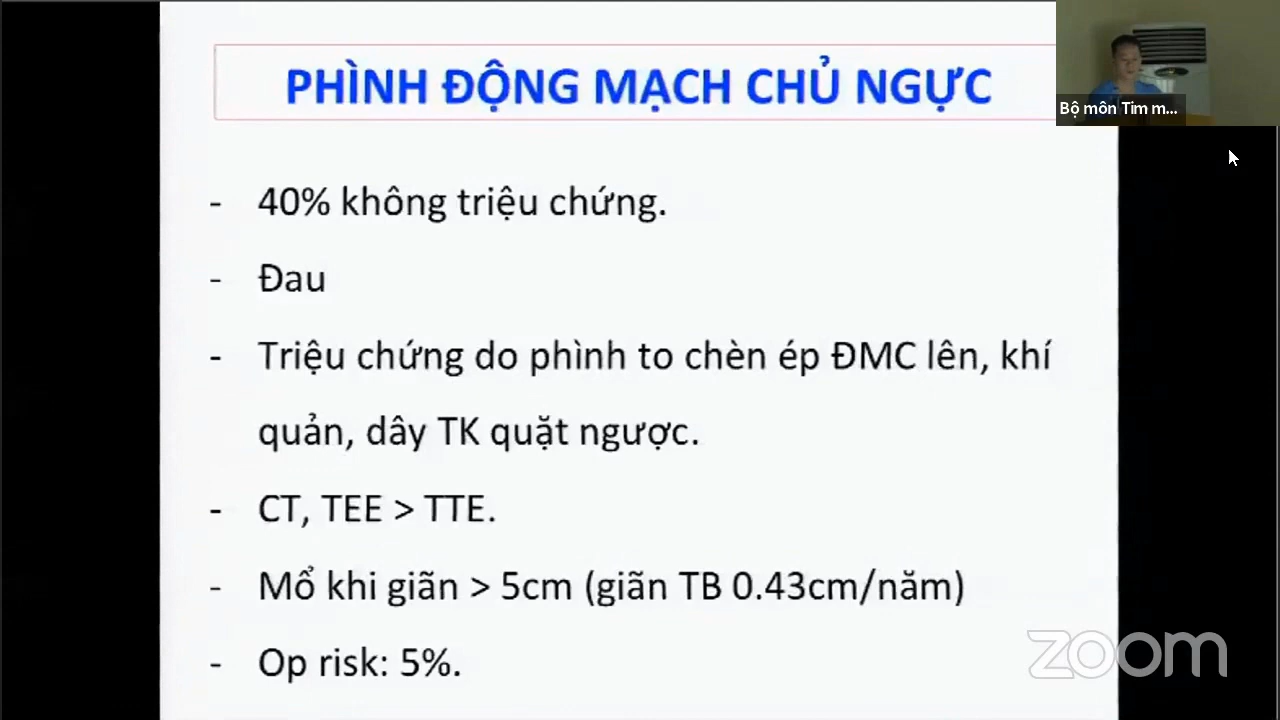 PHÌNH ĐỘNG MẠCH CHỦ NGỰC
Bộ môn Tim m...
- 40% không triệu chứng.
- Đau
- Triệu chứng do phình to chèn ép ĐMC lên, khí
quản, dây TK quặt ngược.
- CT, TEE > TTE.
- Mổ khi giãn > 5cm (giãn TB 0.43cm/năm)
- Op risk: 5%.
zoom